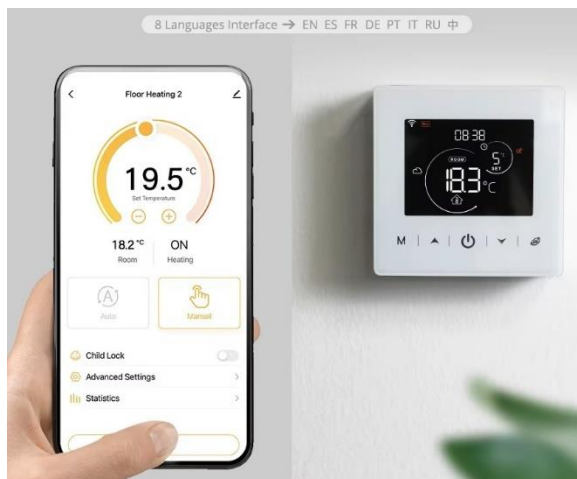 8 Languages Interface → EN ES FR DE PT IT RU 中
Floor Heating 2
19.5°C
Set Temperature
18.2°C
Room
ON
Heating
A
Auto
Manual
Child Lock
Advanced Settings
Statistics
08:38
ROOM
5°C
SET
18.3°C
M